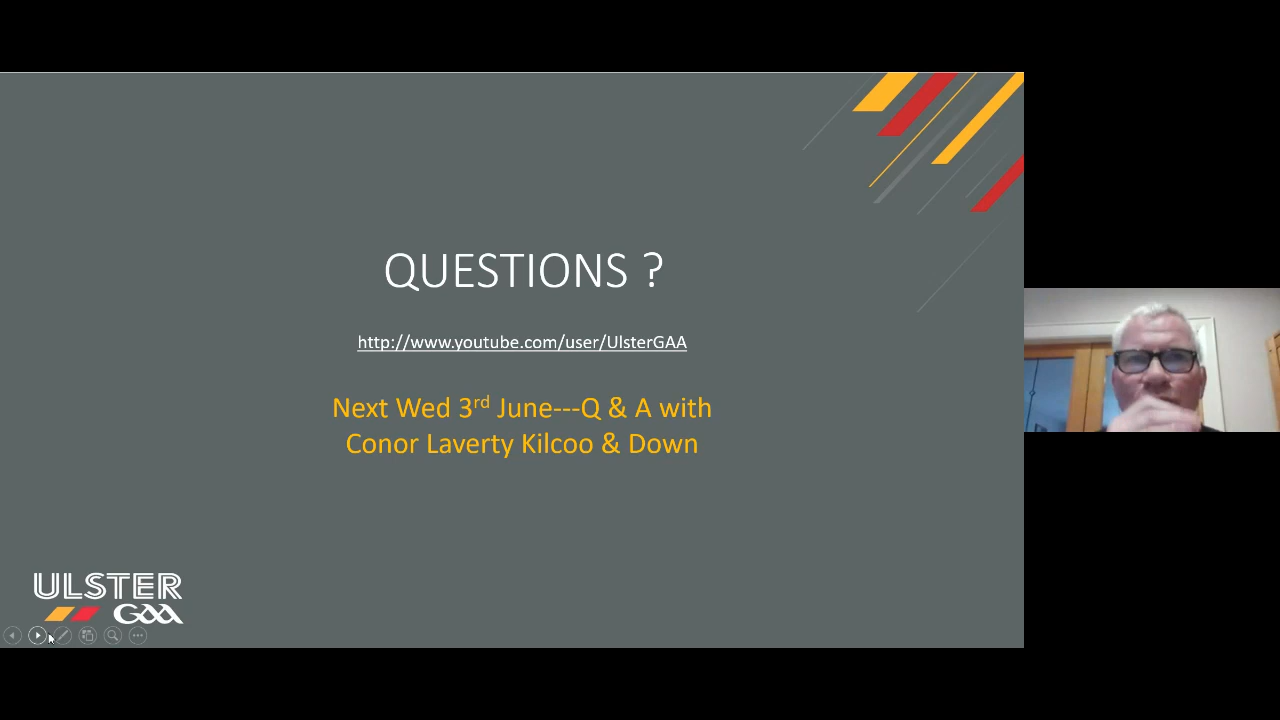 QUESTIONS ?
http://www.youtube.com/user/UlsterGAA
Next Wed 3rd June---Q & A with
Conor Laverty Kilcoo & Down
ULSTER
GAA